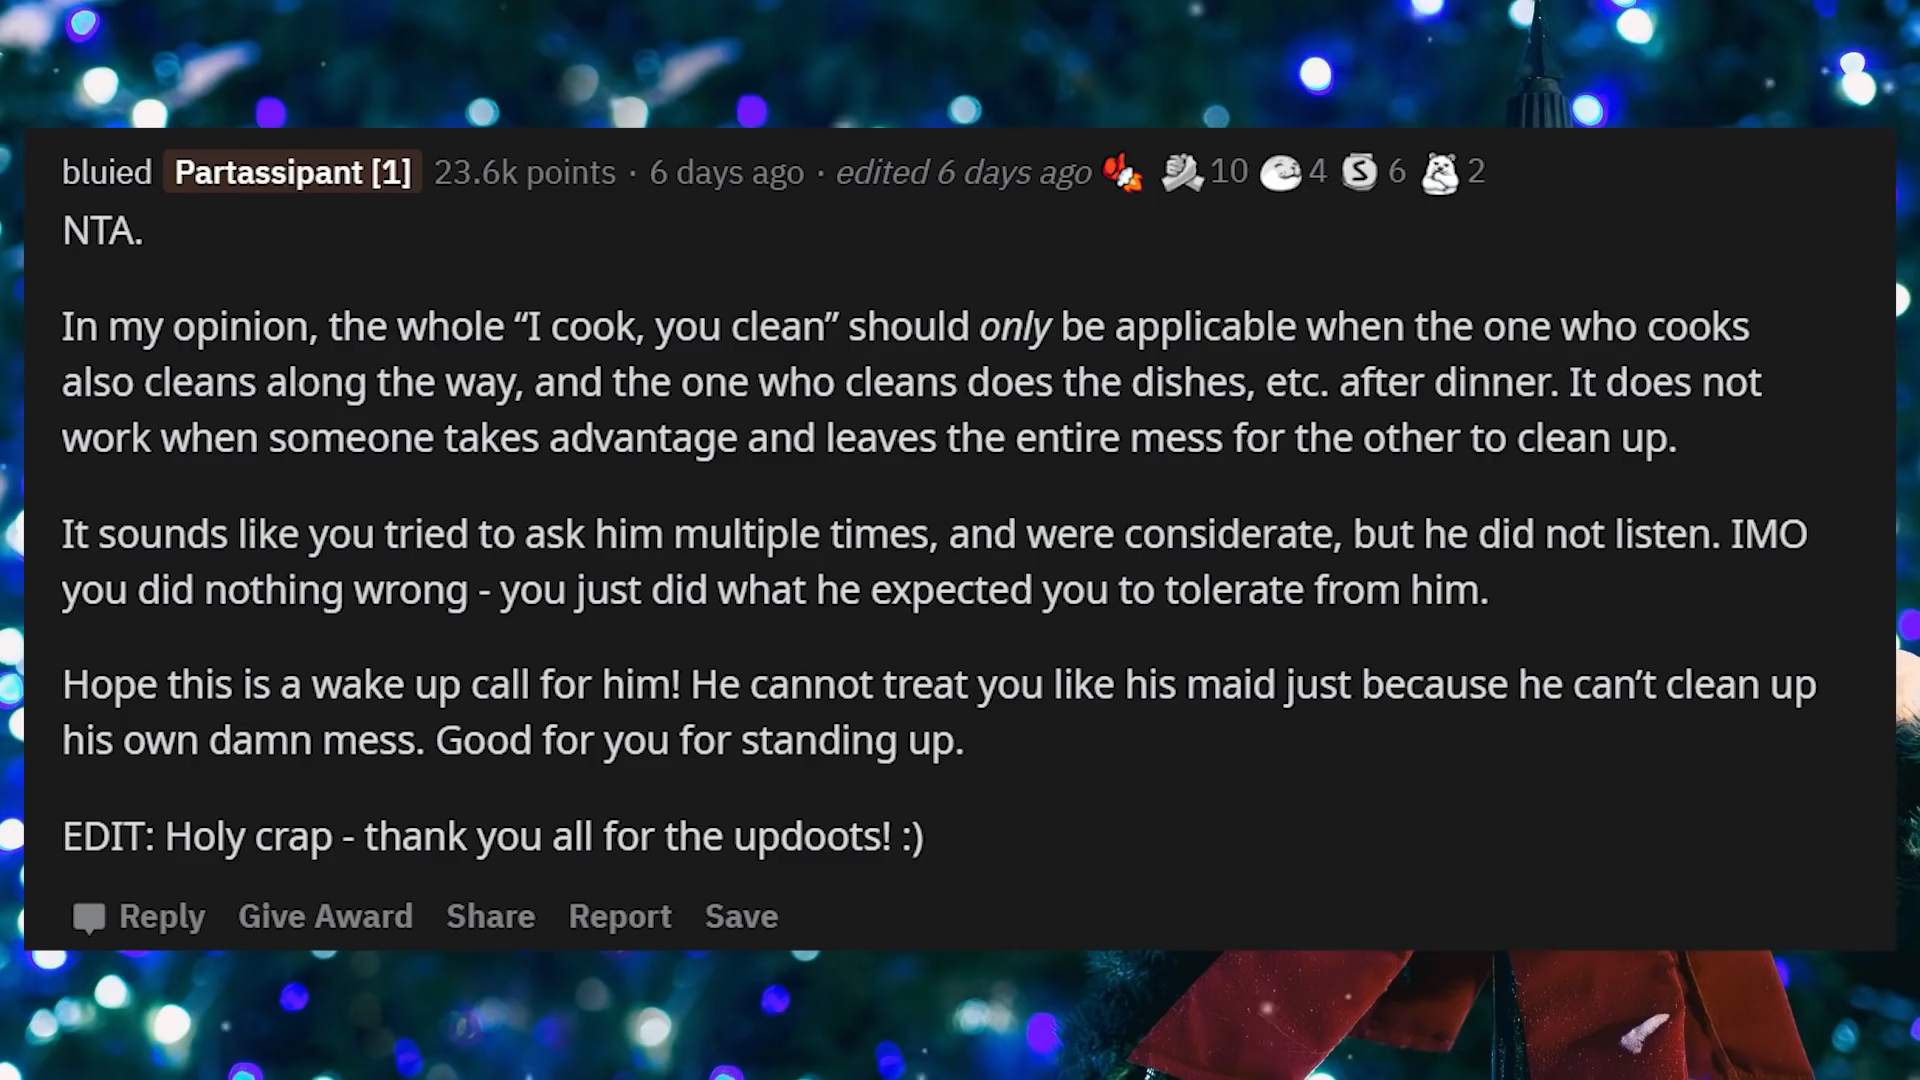 bluied Partassipant [1] 23.6k points · 6 days ago · edited 6 days ago 10 4 S 6 2
NTA.
In my opinion, the whole “I cook, you clean” should only be applicable when the one who cooks
also cleans along the way, and the one who cleans does the dishes, etc. after dinner. It does not
work when someone takes advantage and leaves the entire mess for the other to clean up.
It sounds like you tried to ask him multiple times, and were considerate, but he did not listen. IMO
you did nothing wrong - you just did what he expected you to tolerate from him.
Hope this is a wake up call for him! He cannot treat you like his maid just because he can’t clean up
his own damn mess. Good for you for standing up.
EDIT: Holy crap - thank you all for the updoots! :)
Reply Give Award Share Report Save